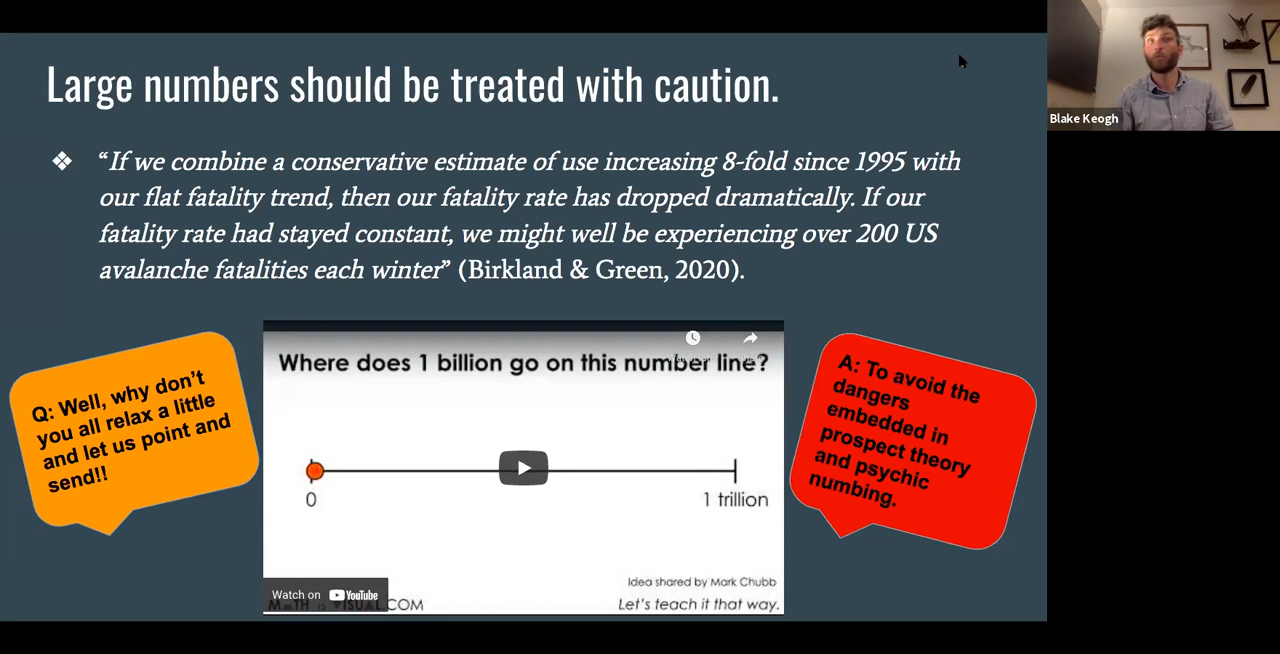 Large numbers should be treated with caution.
Blake Keogh
❖ “If we combine a conservative estimate of use increasing 8-fold since 1995 with
our flat fatality trend, then our fatality rate has dropped dramatically. If our
fatality rate had stayed constant, we might well be experiencing over 200 US
avalanche fatalities each winter” (Birkland & Green, 2020).
Q: Well, why don’t
you all relax a little
and let us point and
send!!
Where does 1 billion go on this number line?
0
1 trillion
Idea shared by Mark Chubb
Let’s teach it that way.
Watch on YouTube
.COM
A: To avoid the
dangers
embedded in
prospect theory
and psychic
numbing.